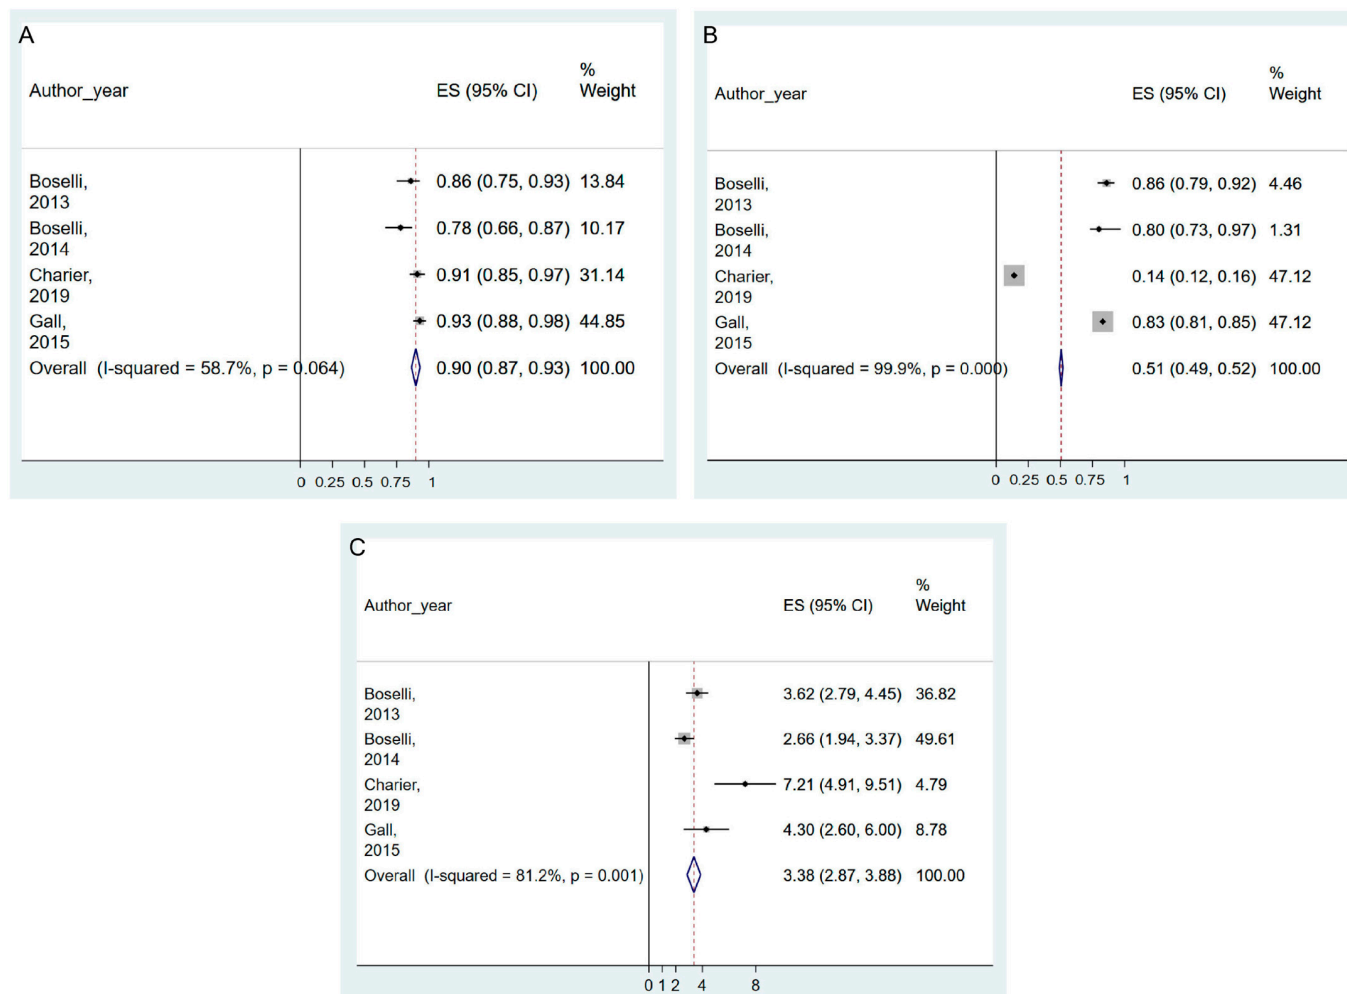 A
%
Author_year ES (95% CI) Weight
Boselli,
2013 0.86 (0.75, 0.93) 13.84
Boselli,
2014 0.78 (0.66, 0.87) 10.17
Charier,
2019 0.91 (0.85, 0.97) 31.14
Gall,
2015 0.93 (0.88, 0.98) 44.85
Overall (I-squared = 58.7%, p = 0.064) 0.90 (0.87, 0.93) 100.00
0 0.25 0.5 0.75 1
B
%
Author_year ES (95% CI) Weight
Boselli,
2013 0.86 (0.79, 0.92) 4.46
Boselli,
2014 0.80 (0.73, 0.97) 1.31
Charier,
2019 0.14 (0.12, 0.16) 47.12
Gall,
2015 0.83 (0.81, 0.85) 47.12
Overall (I-squared = 99.9%, p = 0.000) 0.51 (0.49, 0.52) 100.00
0 0.25 0.5 0.75 1
C
%
Author_year ES (95% CI) Weight
Boselli,
2013 3.62 (2.79, 4.45) 36.82
Boselli,
2014 2.66 (1.94, 3.37) 49.61
Charier,
2019 7.21 (4.91, 9.51) 4.79
Gall,
2015 4.30 (2.60, 6.00) 8.78
Overall (I-squared = 81.2%, p = 0.001) 3.38 (2.87, 3.88) 100.00
0 1 2 4 8